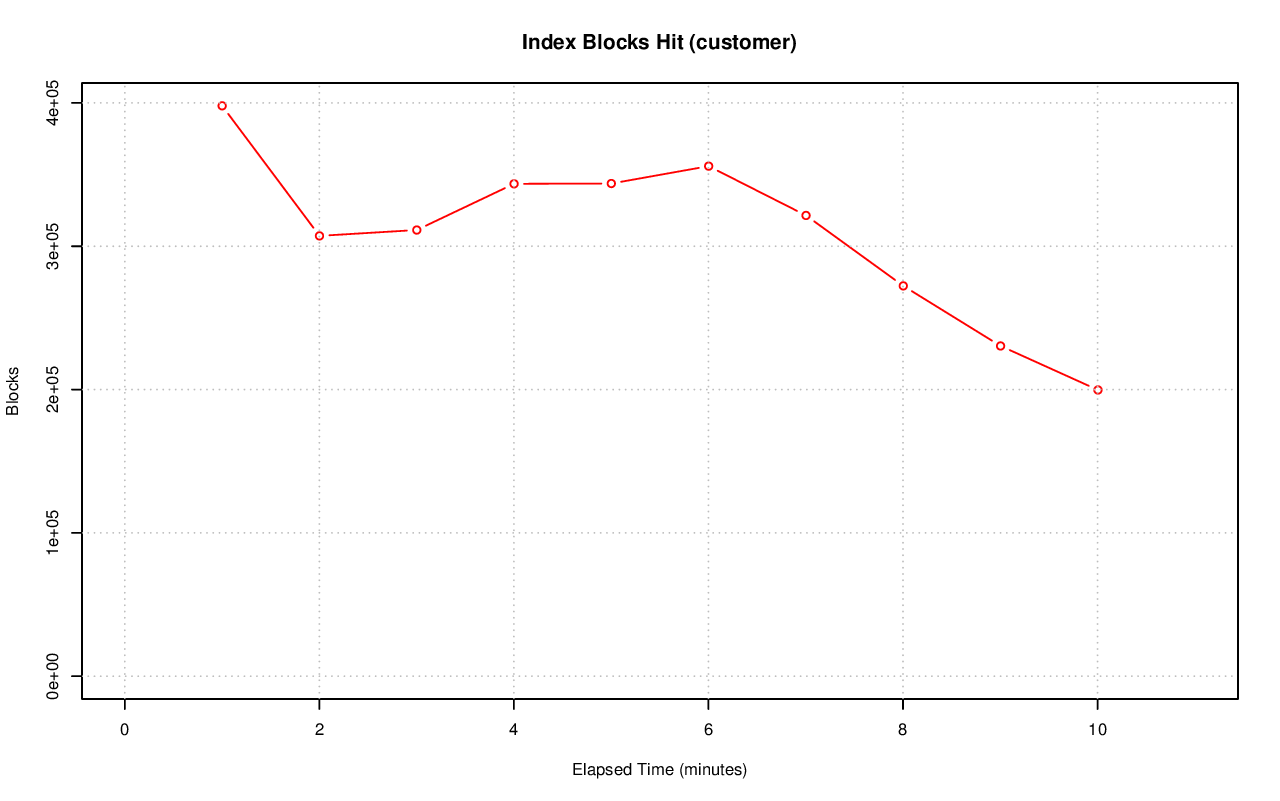 Index Blocks Hit (customer)
4e+05
3e+05
2e+05
1e+05
0e+00
Blocks
0 2 4 6 8 10
Elapsed Time (minutes)